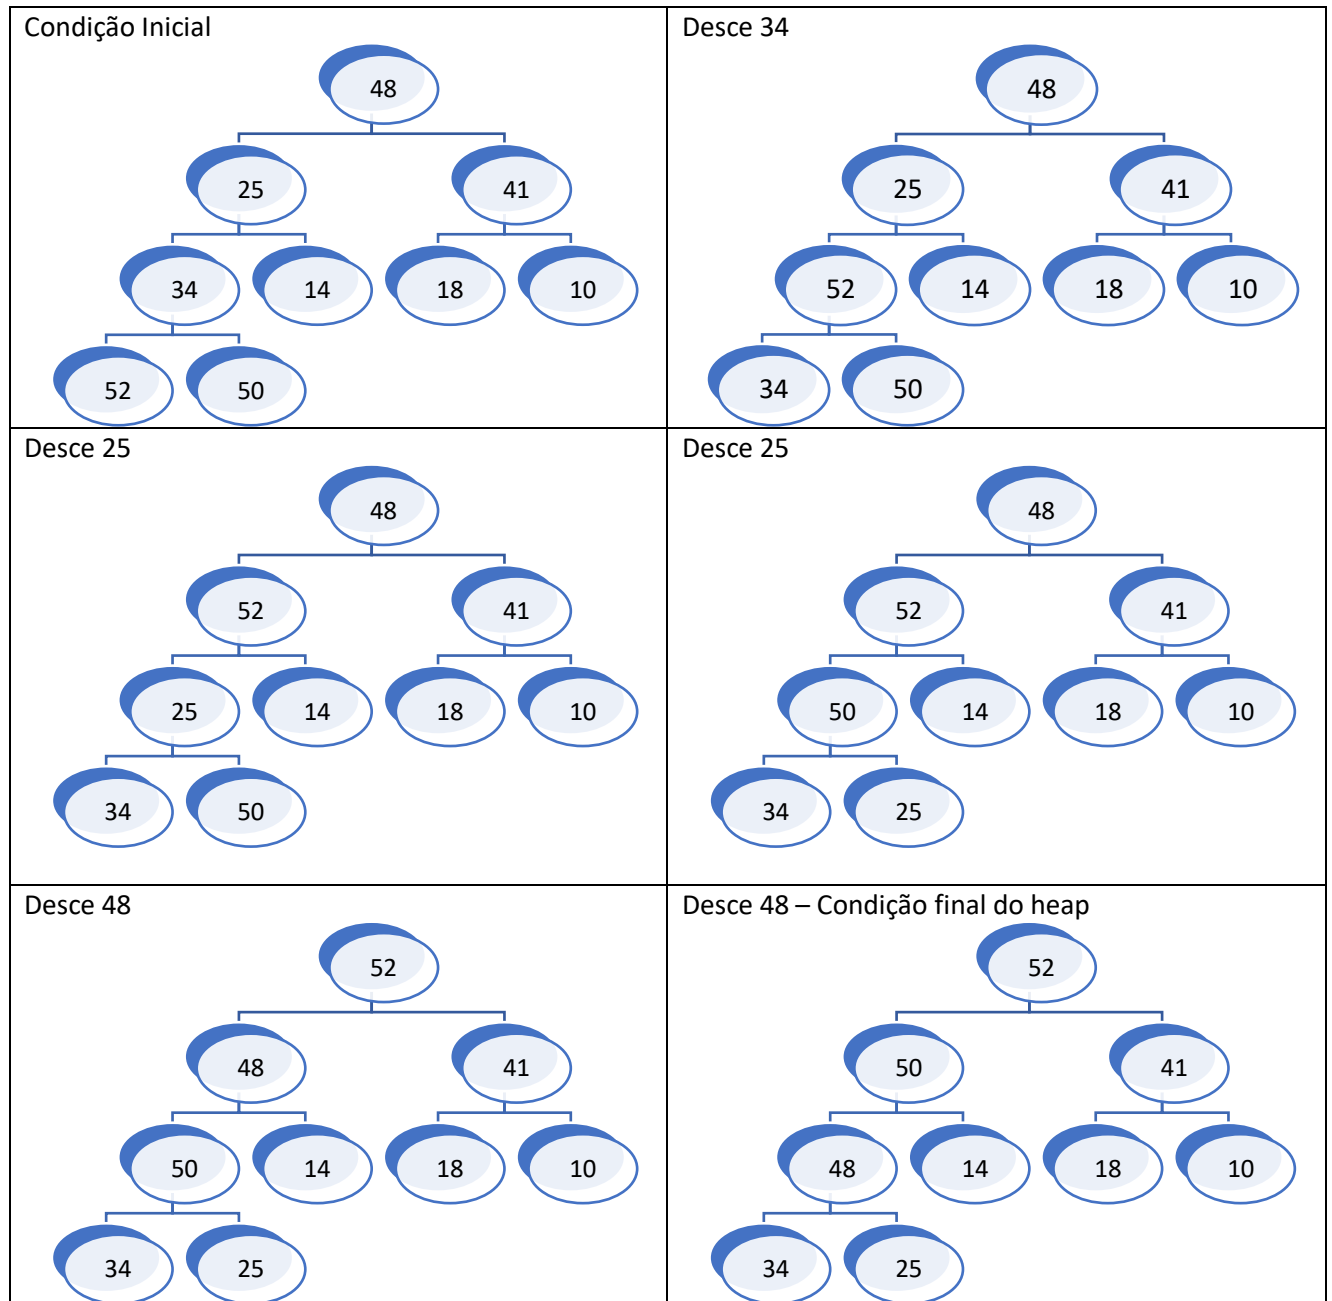 Condição Inicial
48
25 41
34 14 18 10
52 50
Desce 34
48
25 41
52 14 18 10
34 50
Desce 25
48
52 41
25 14 18 10
34 50
Desce 25
48
52 41
50 14 18 10
34 25
Desce 48
52
48 41
50 14 18 10
34 25
Desce 48 – Condição final do heap
52
50 41
48 14 18 10
34 25